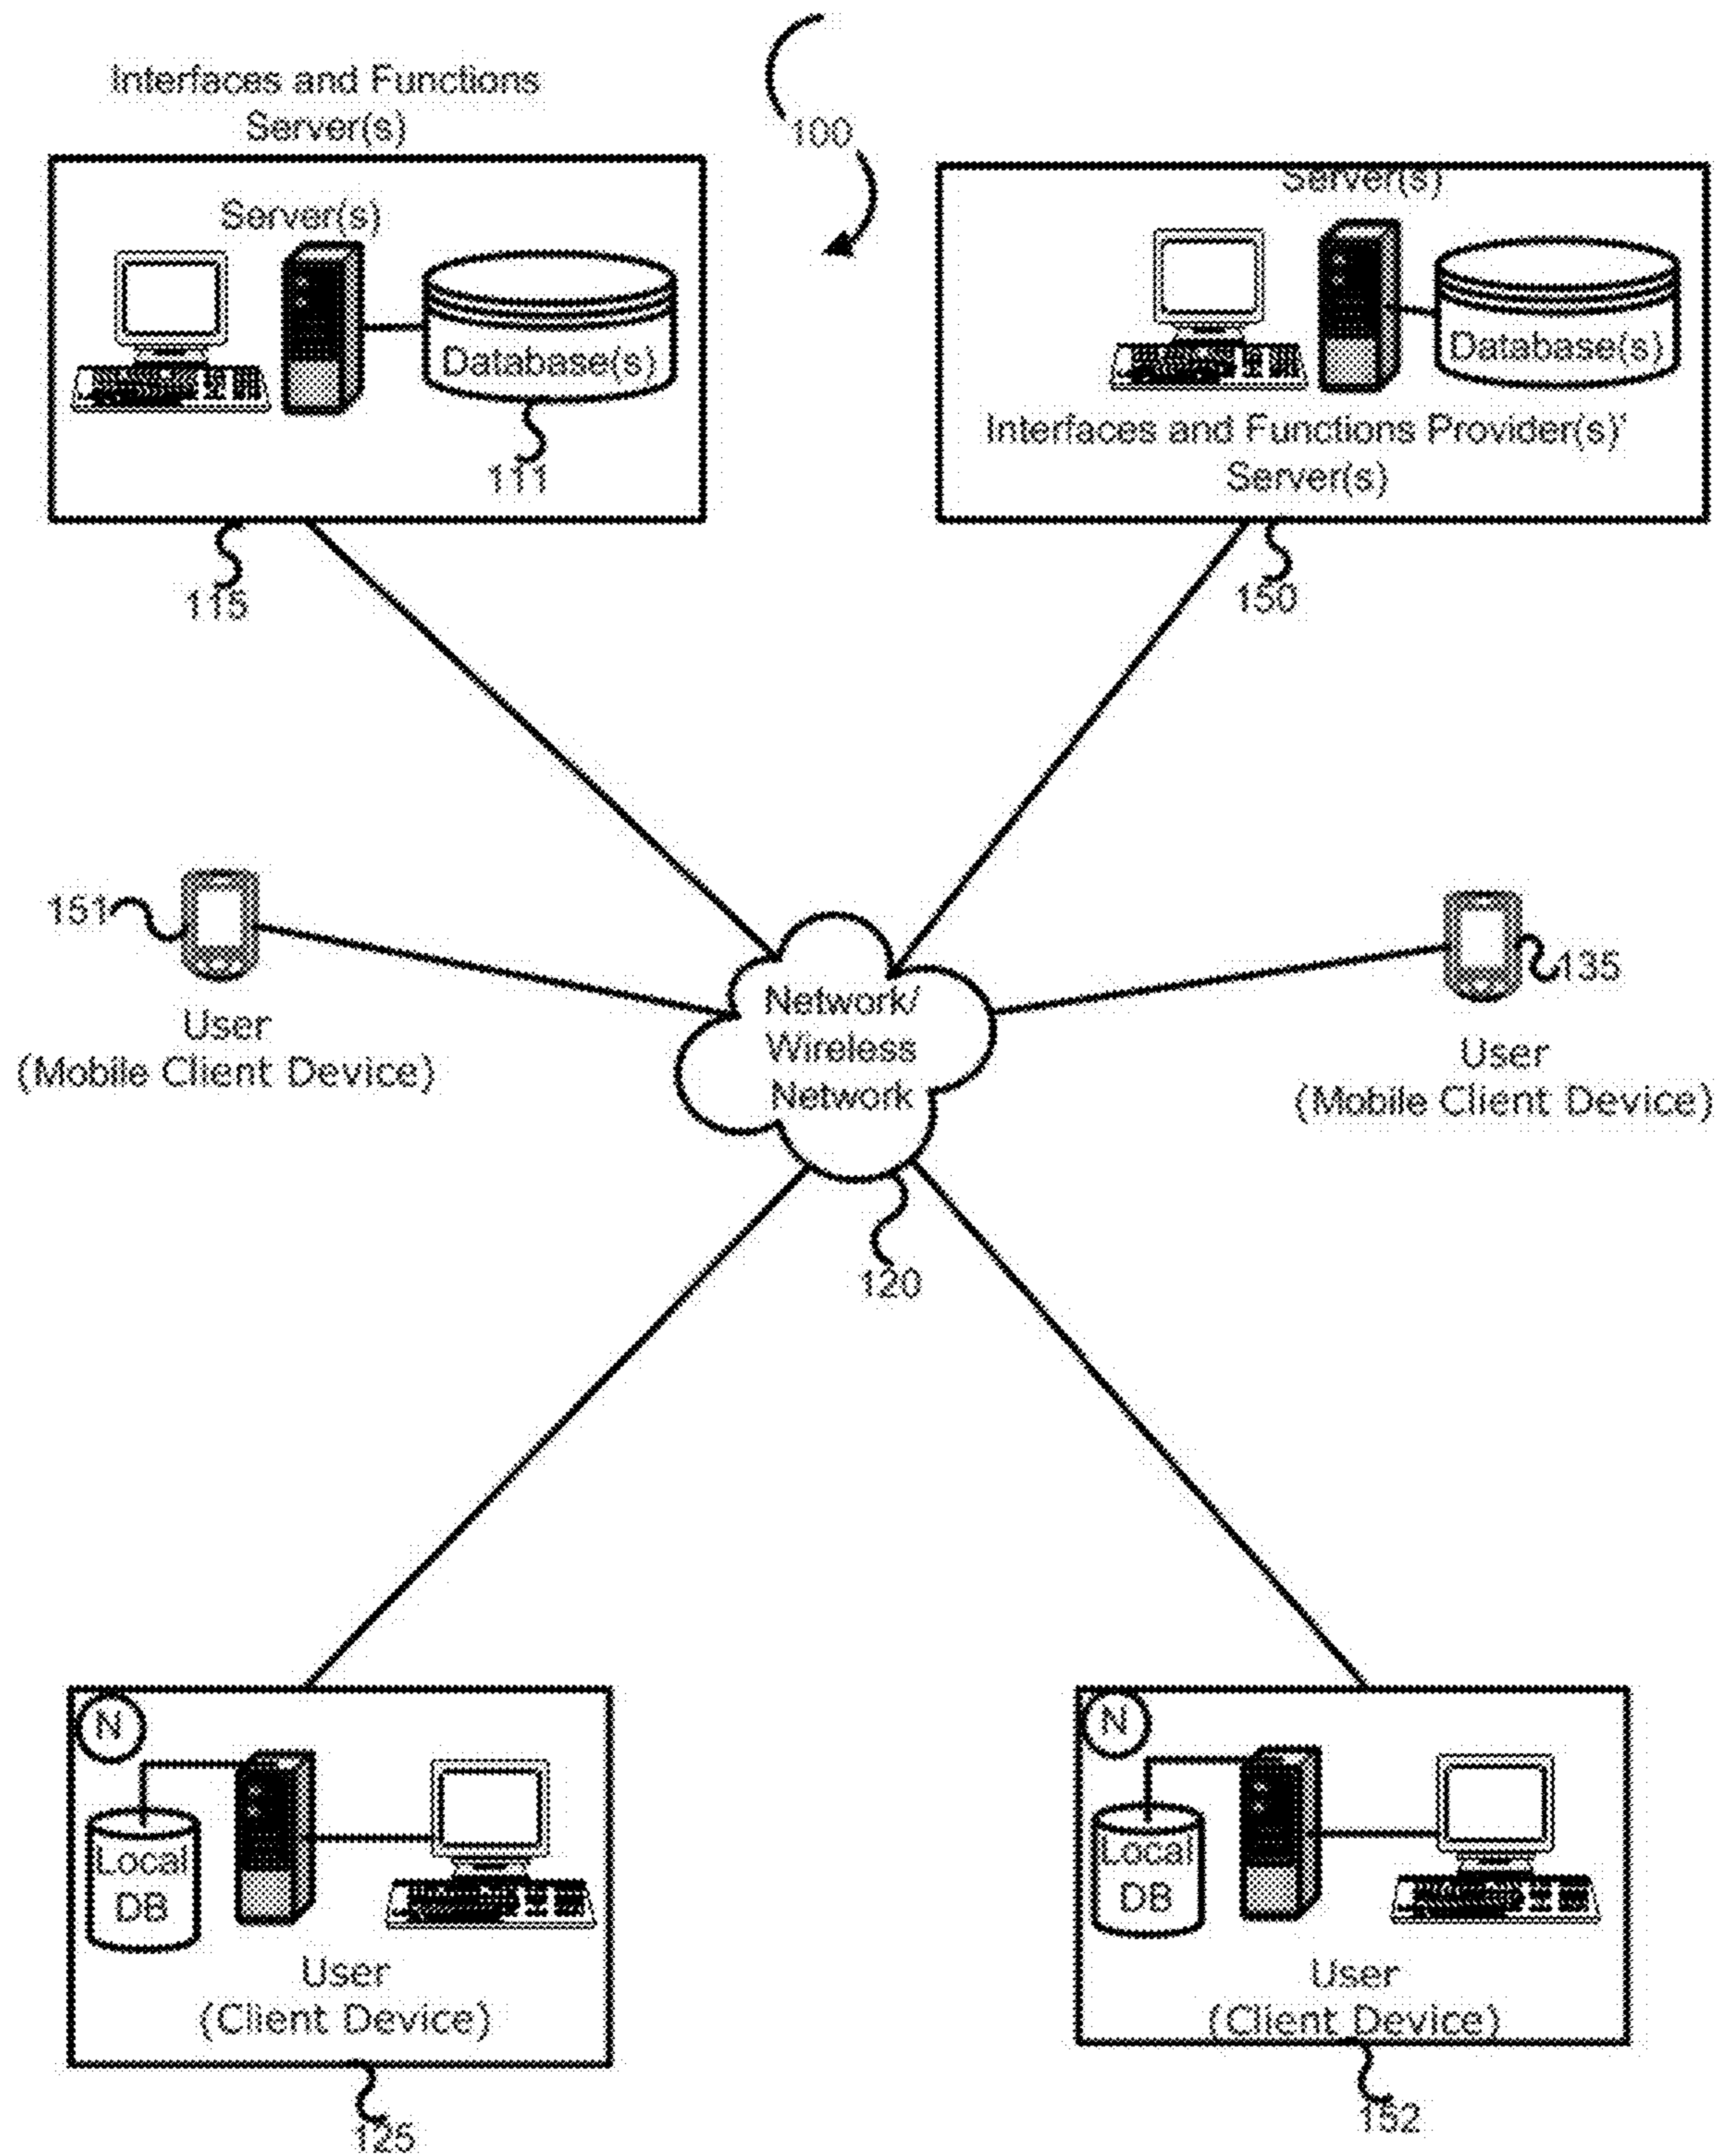 Interfaces and Functions
Server(s)
100
Server(s)
Database(s)
111
115
Server(s)
Database(s)
Interfaces and Functions Provider(s)'
Server(s)
150
151
User
(Mobile Client Device)
Network/
Wireless
Network
120
135
User
(Mobile Client Device)
N
Local
DB
User
(Client Device)
125
N
Local
DB
User
(Client Device)
152